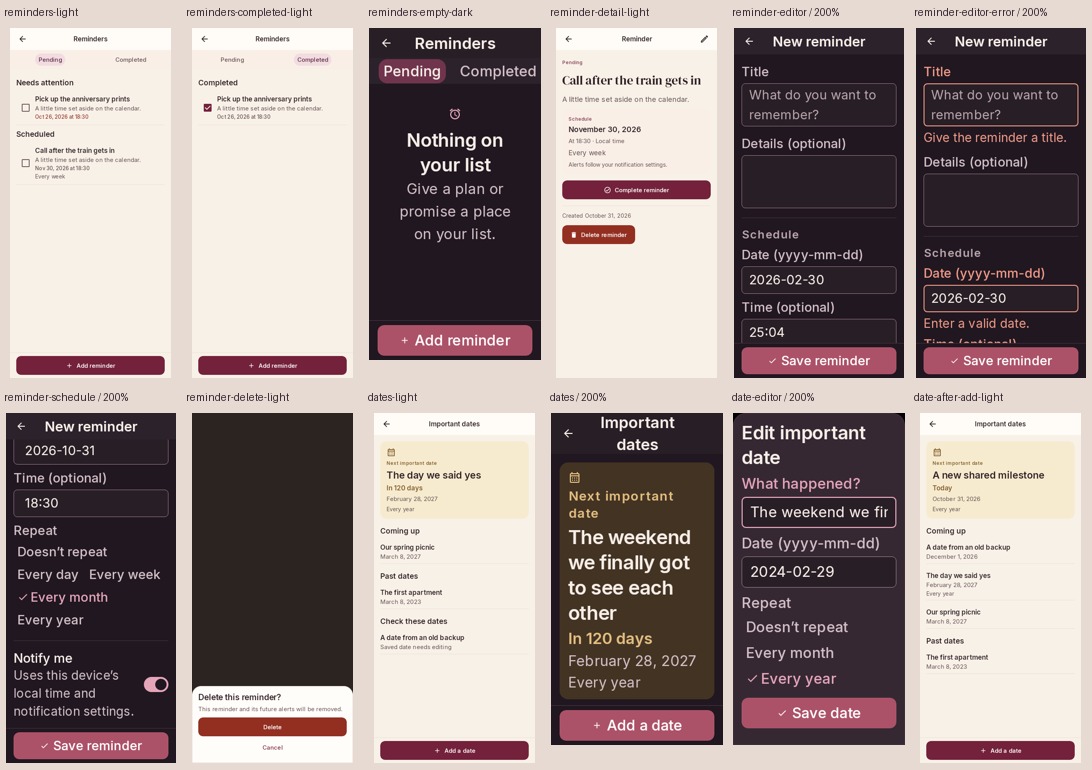 reminders-light
reminders-completed-light
reminders-empty-dark
reminder-detail-light
reminder-editor / 200%
reminder-editor-error / 200%
Reminders
Pending Completed
Needs attention
Pick up the anniversary prints
A little time set aside on the calendar.
Oct 26, 2026 at 18:30
Scheduled
Call after the train gets in
A little time set aside on the calendar.
Nov 30, 2026 at 18:30
Every week
+ Add reminder
Reminders
Pending Completed
Completed
Pick up the anniversary prints
A little time set aside on the calendar.
Oct 26, 2026 at 18:30
+ Add reminder
Reminders
Pending Completed
Nothing on
your list
Give a plan or
promise a place
on your list.
+ Add reminder
Reminder
Pending
Call after the train gets in
A little time set aside on the calendar.
Schedule
November 30, 2026
At 18:30 · Local time
Every week
Alerts follow your notification settings.
Complete reminder
Created October 31, 2026
Delete reminder
New reminder
Title
What do you want to
remember?
Details (optional)
Schedule
Date (yyyy-mm-dd)
2026-02-30
Time (optional)
25:04
Save reminder
New reminder
Title
What do you want to
remember?
Give the reminder a title.
Details (optional)
Schedule
Date (yyyy-mm-dd)
2026-02-30
Enter a valid date.
Time (optional)
Save reminder
reminder-schedule / 200%
reminder-delete-light
dates-light
dates / 200%
date-editor / 200%
date-after-add-light
New reminder
2026-10-31
Time (optional)
18:30
Repeat
Doesn’t repeat
Every day Every week
Every month
Every year
Notify me
Uses this device’s
local time and
notification settings.
Save reminder
Delete this reminder?
This reminder and its future alerts will be removed.
Delete
Cancel
Important dates
Next important date
The day we said yes
In 120 days
February 28, 2027
Every year
Coming up
Our spring picnic
March 8, 2027
Past dates
The first apartment
March 8, 2023
Check these dates
A date from an old backup
Saved date needs editing
+ Add a date
Important
dates
Next important
date
The weekend
we finally got
to see each
other
In 120 days
February 28, 2027
Every year
+ Add a date
Edit important
date
What happened?
The weekend we fir
Date (yyyy-mm-dd)
2024-02-29
Repeat
Doesn’t repeat
Every month
Every year
Save date
Important dates
Next important date
A new shared milestone
Today
October 31, 2026
Every year
Coming up
A date from an old backup
December 1, 2026
The day we said yes
February 28, 2027
Every year
Our spring picnic
March 8, 2027
Past dates
The first apartment
March 8, 2023
+ Add a date